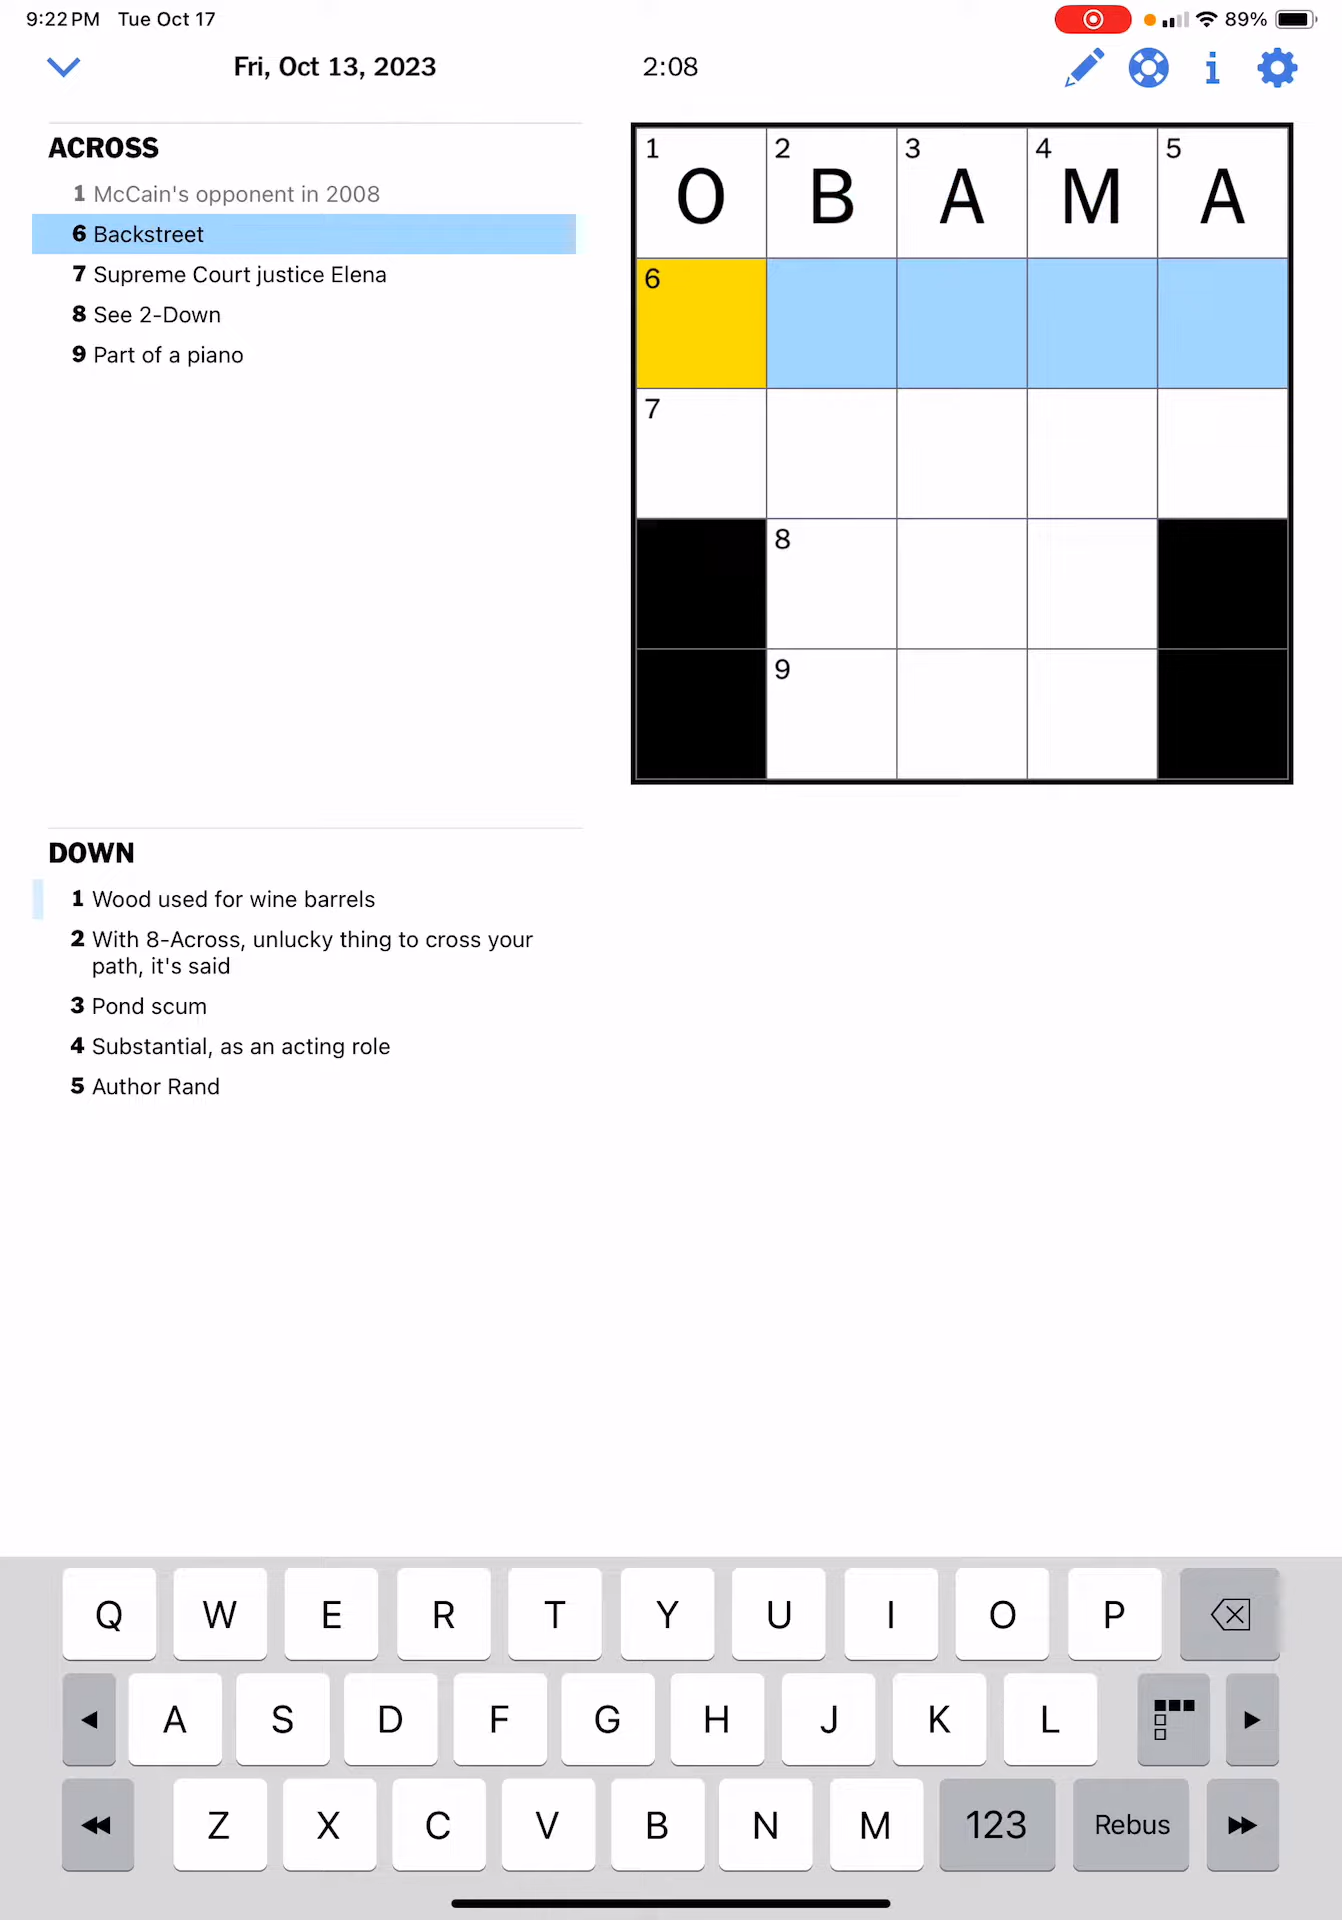 9:22 PM Tue Oct 17
89%
Fri, Oct 13, 2023
2:08
ACROSS
1 McCain's opponent in 2008
6 Backstreet
7 Supreme Court justice Elena
8 See 2-Down
9 Part of a piano
1 2 3 4 5
O B A M A
6
7
8
9
DOWN
1 Wood used for wine barrels
2 With 8-Across, unlucky thing to cross your
path, it's said
3 Pond scum
4 Substantial, as an acting role
5 Author Rand
Q W E R T Y U I O P
A S D F G H J K L
Z X C V B N M 123 Rebus